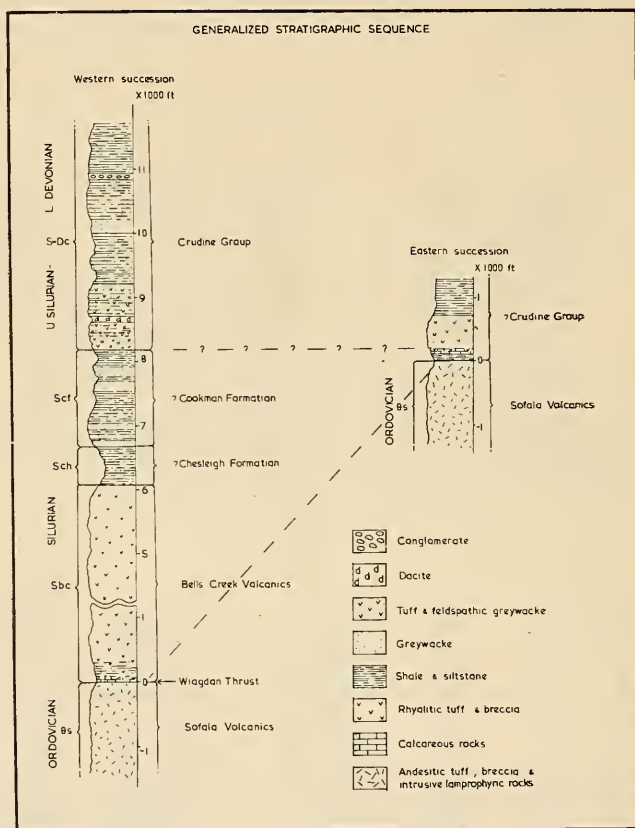 GENERALIZED STRATIGRAPHIC SEQUENCE
Western succession
X 1000 ft
L DEVONIAN
U SILURIAN -
S-Dc
11
10
9
Crudine Group
8
Scf
7
? Cookman Formation
Sch
? Chesleigh Formation
6
SILURIAN
Sbc
5
1
Bells Creek Volcanics
0
Wiagdan Thrust
ORDOVICIAN
Os
-1
Sofala Volcanics
? ? ? ?
Eastern succession
X 1000 ft
1
? Crudine Group
0
ORDOVICIAN
Os
-1
Sofala Volcanics
Conglomerate
Dacite
Tuff & feldspathic greywacke
Greywacke
Shale & siltstone
Rhyalitic tuff & breccia
Calcareous rocks
Andesitic tuff, breccia &
intrusive lamprophyric rocks